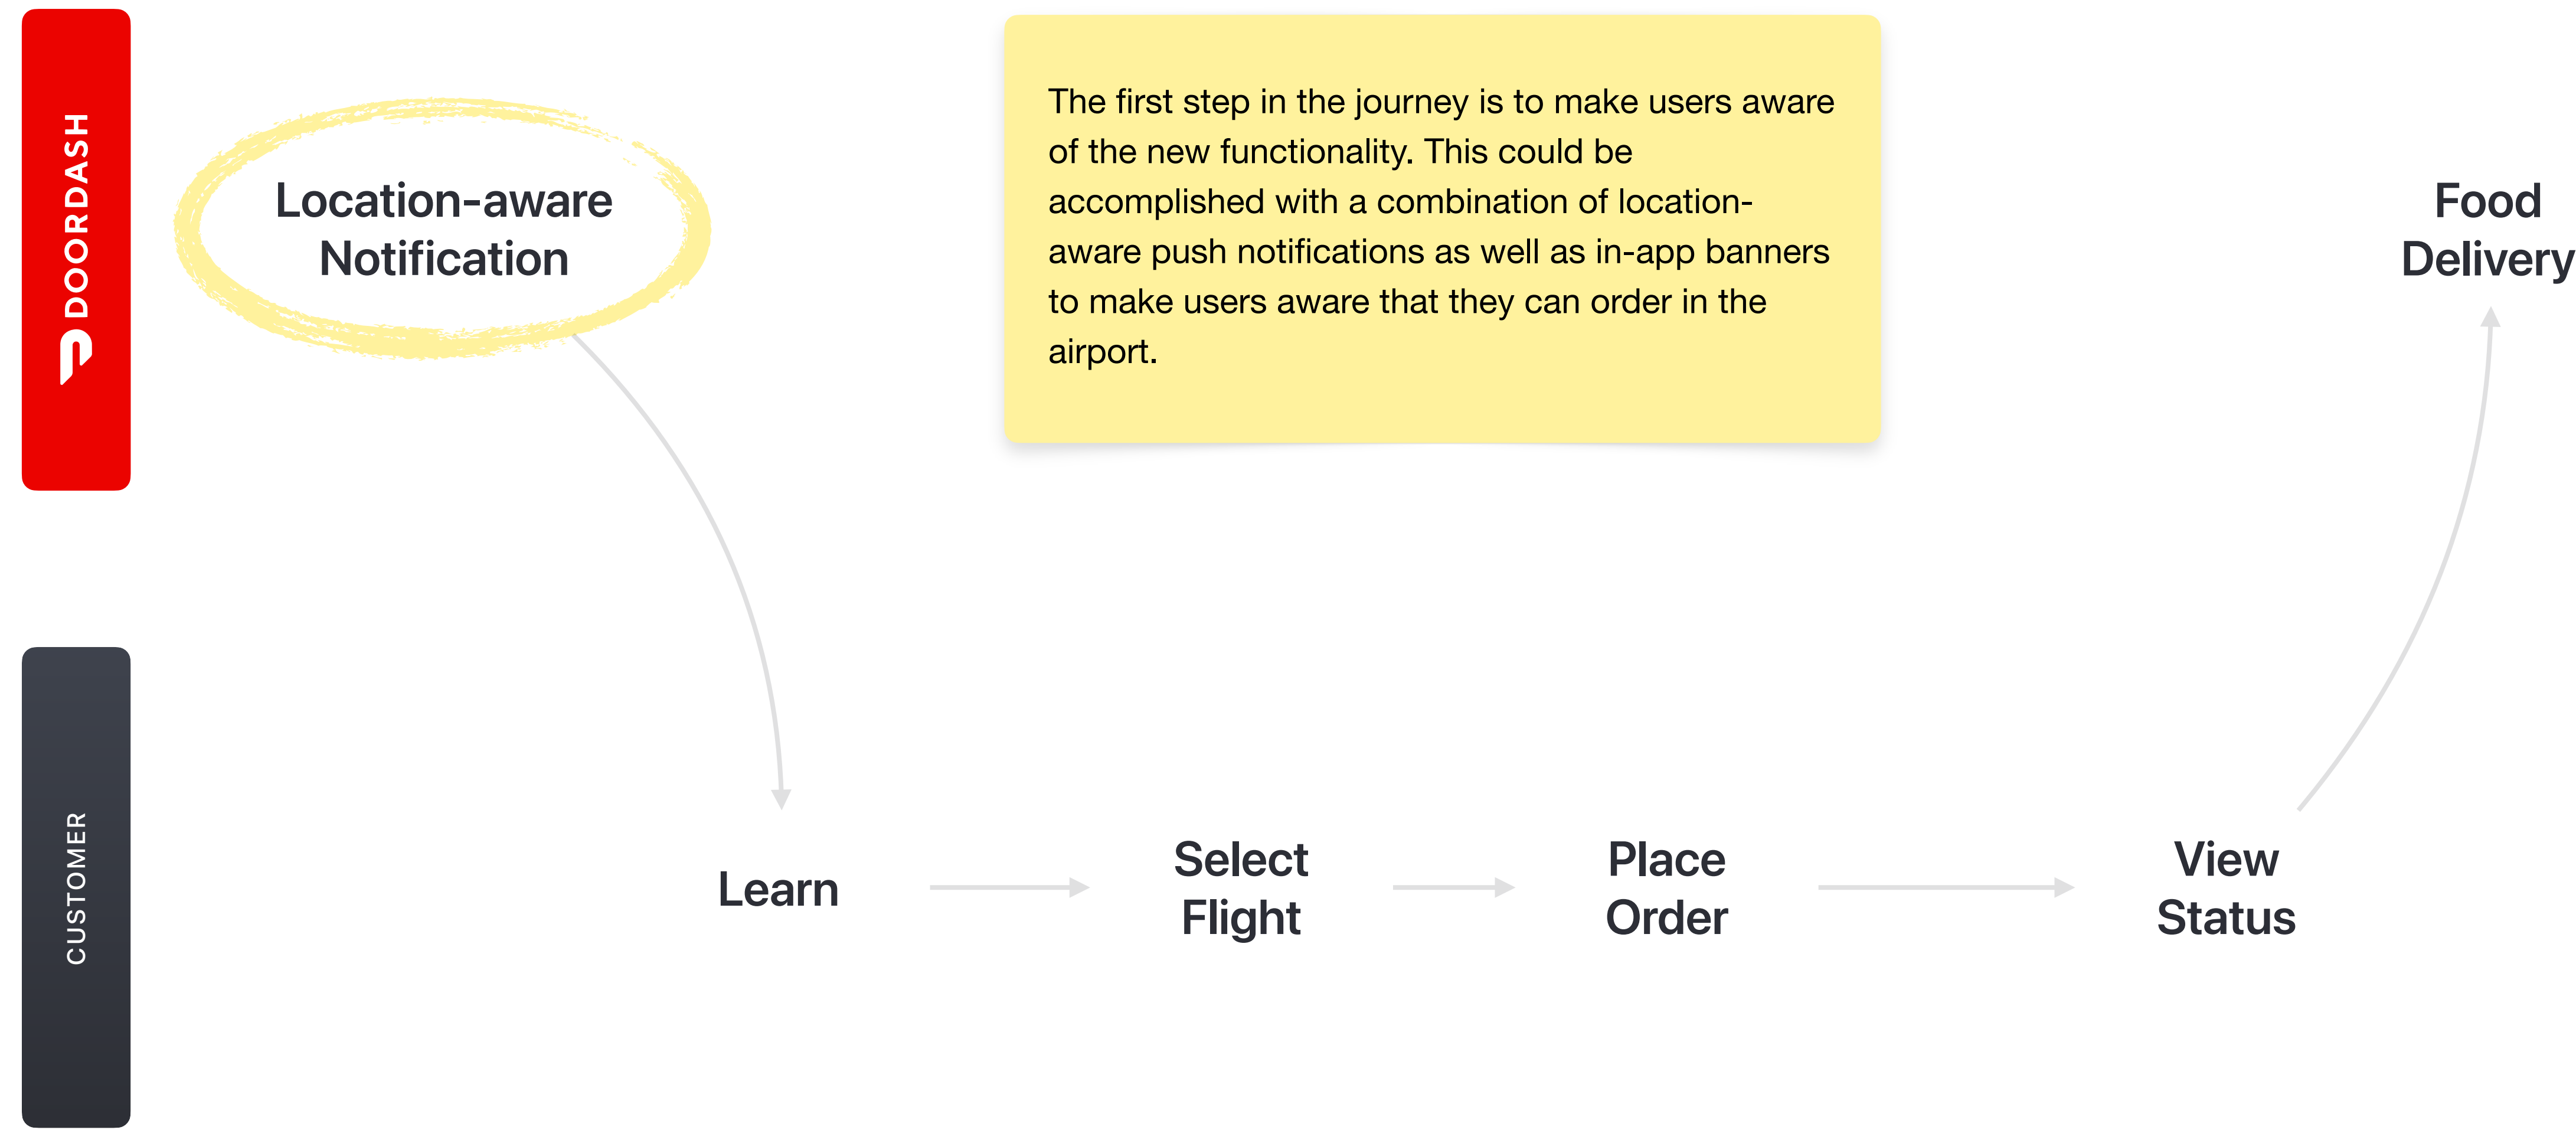 DOORDASH
Location-aware
Notification
The first step in the journey is to make users aware
of the new functionality. This could be
accomplished with a combination of location-
aware push notifications as well as in-app banners
to make users aware that they can order in the
airport.
Food
Delivery
CUSTOMER
Learn
Select
Flight
Place
Order
View
Status